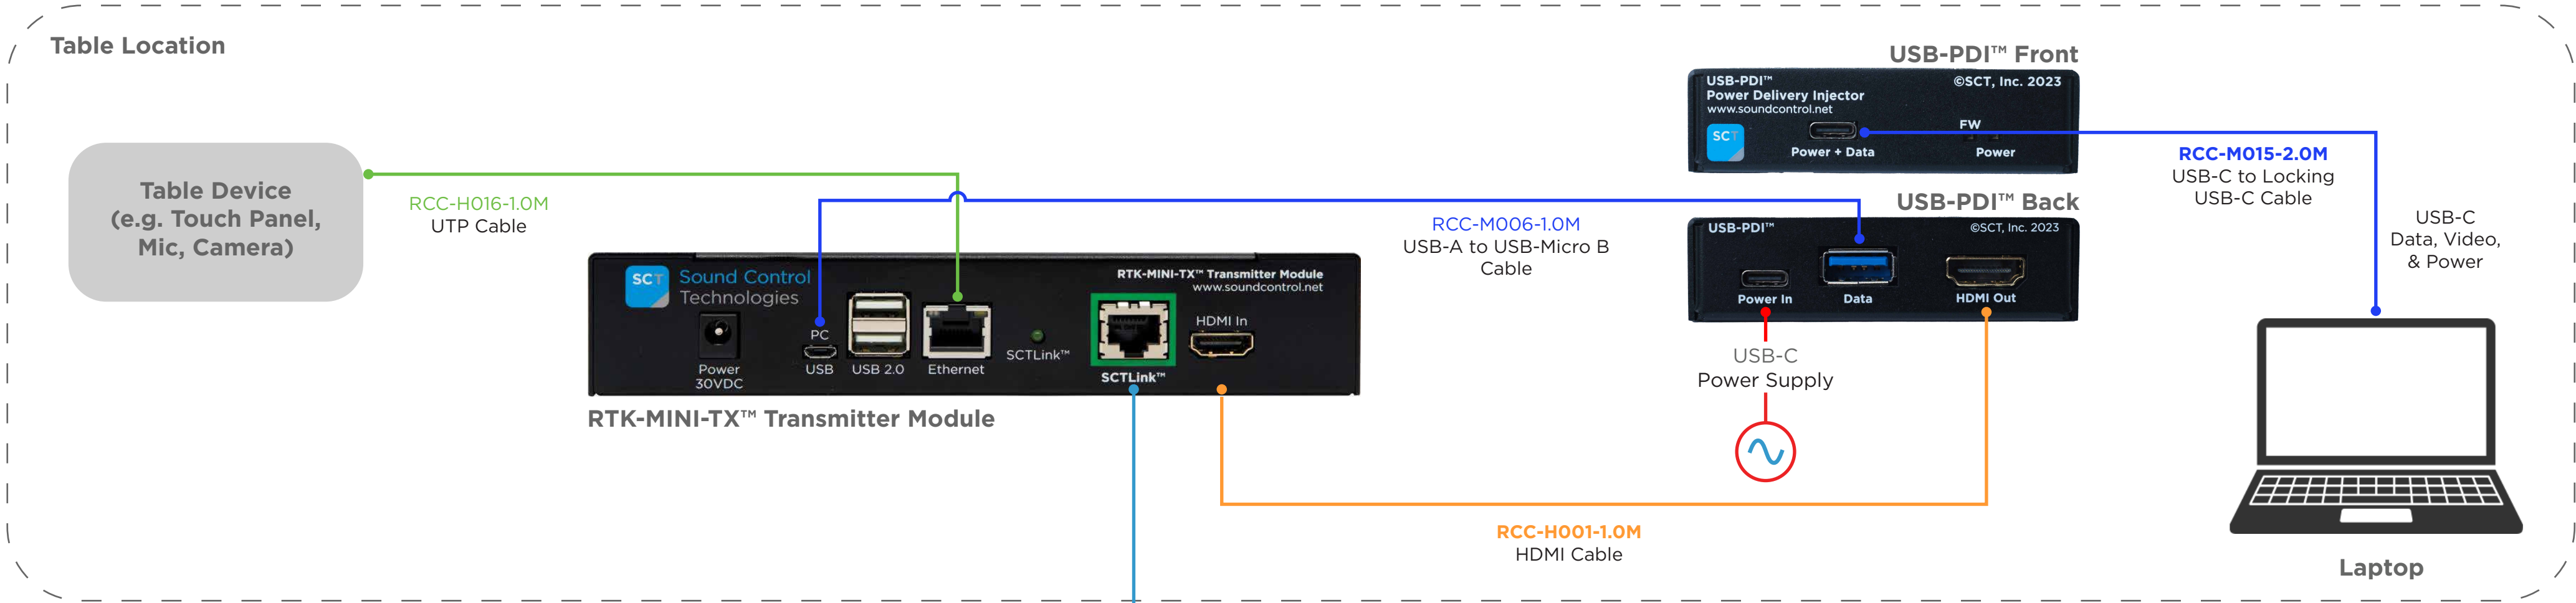 Table Location
Table Device
(e.g. Touch Panel,
Mic, Camera)
RCC-H016-1.0M
UTP Cable
SCT
Sound Control
Technologies
RTK-MINI-TX™ Transmitter Module
www.soundcontrol.net
Power
30VDC
PC
USB
USB 2.0
Ethernet
SCTLink™
SCTLink™
HDMI In
RTK-MINI-TX™ Transmitter Module
RCC-M006-1.0M
USB-A to USB-Micro B
Cable
USB-PDI™ Front
USB-PDI™
Power Delivery Injector
www.soundcontrol.net
©SCT, Inc. 2023
SCT
Power + Data
FW
Power
USB-PDI™ Back
USB-PDI™
©SCT, Inc. 2023
Power In
Data
HDMI Out
USB-C
Power Supply
RCC-H001-1.0M
HDMI Cable
RCC-M015-2.0M
USB-C to Locking
USB-C Cable
USB-C
Data, Video,
& Power
Laptop